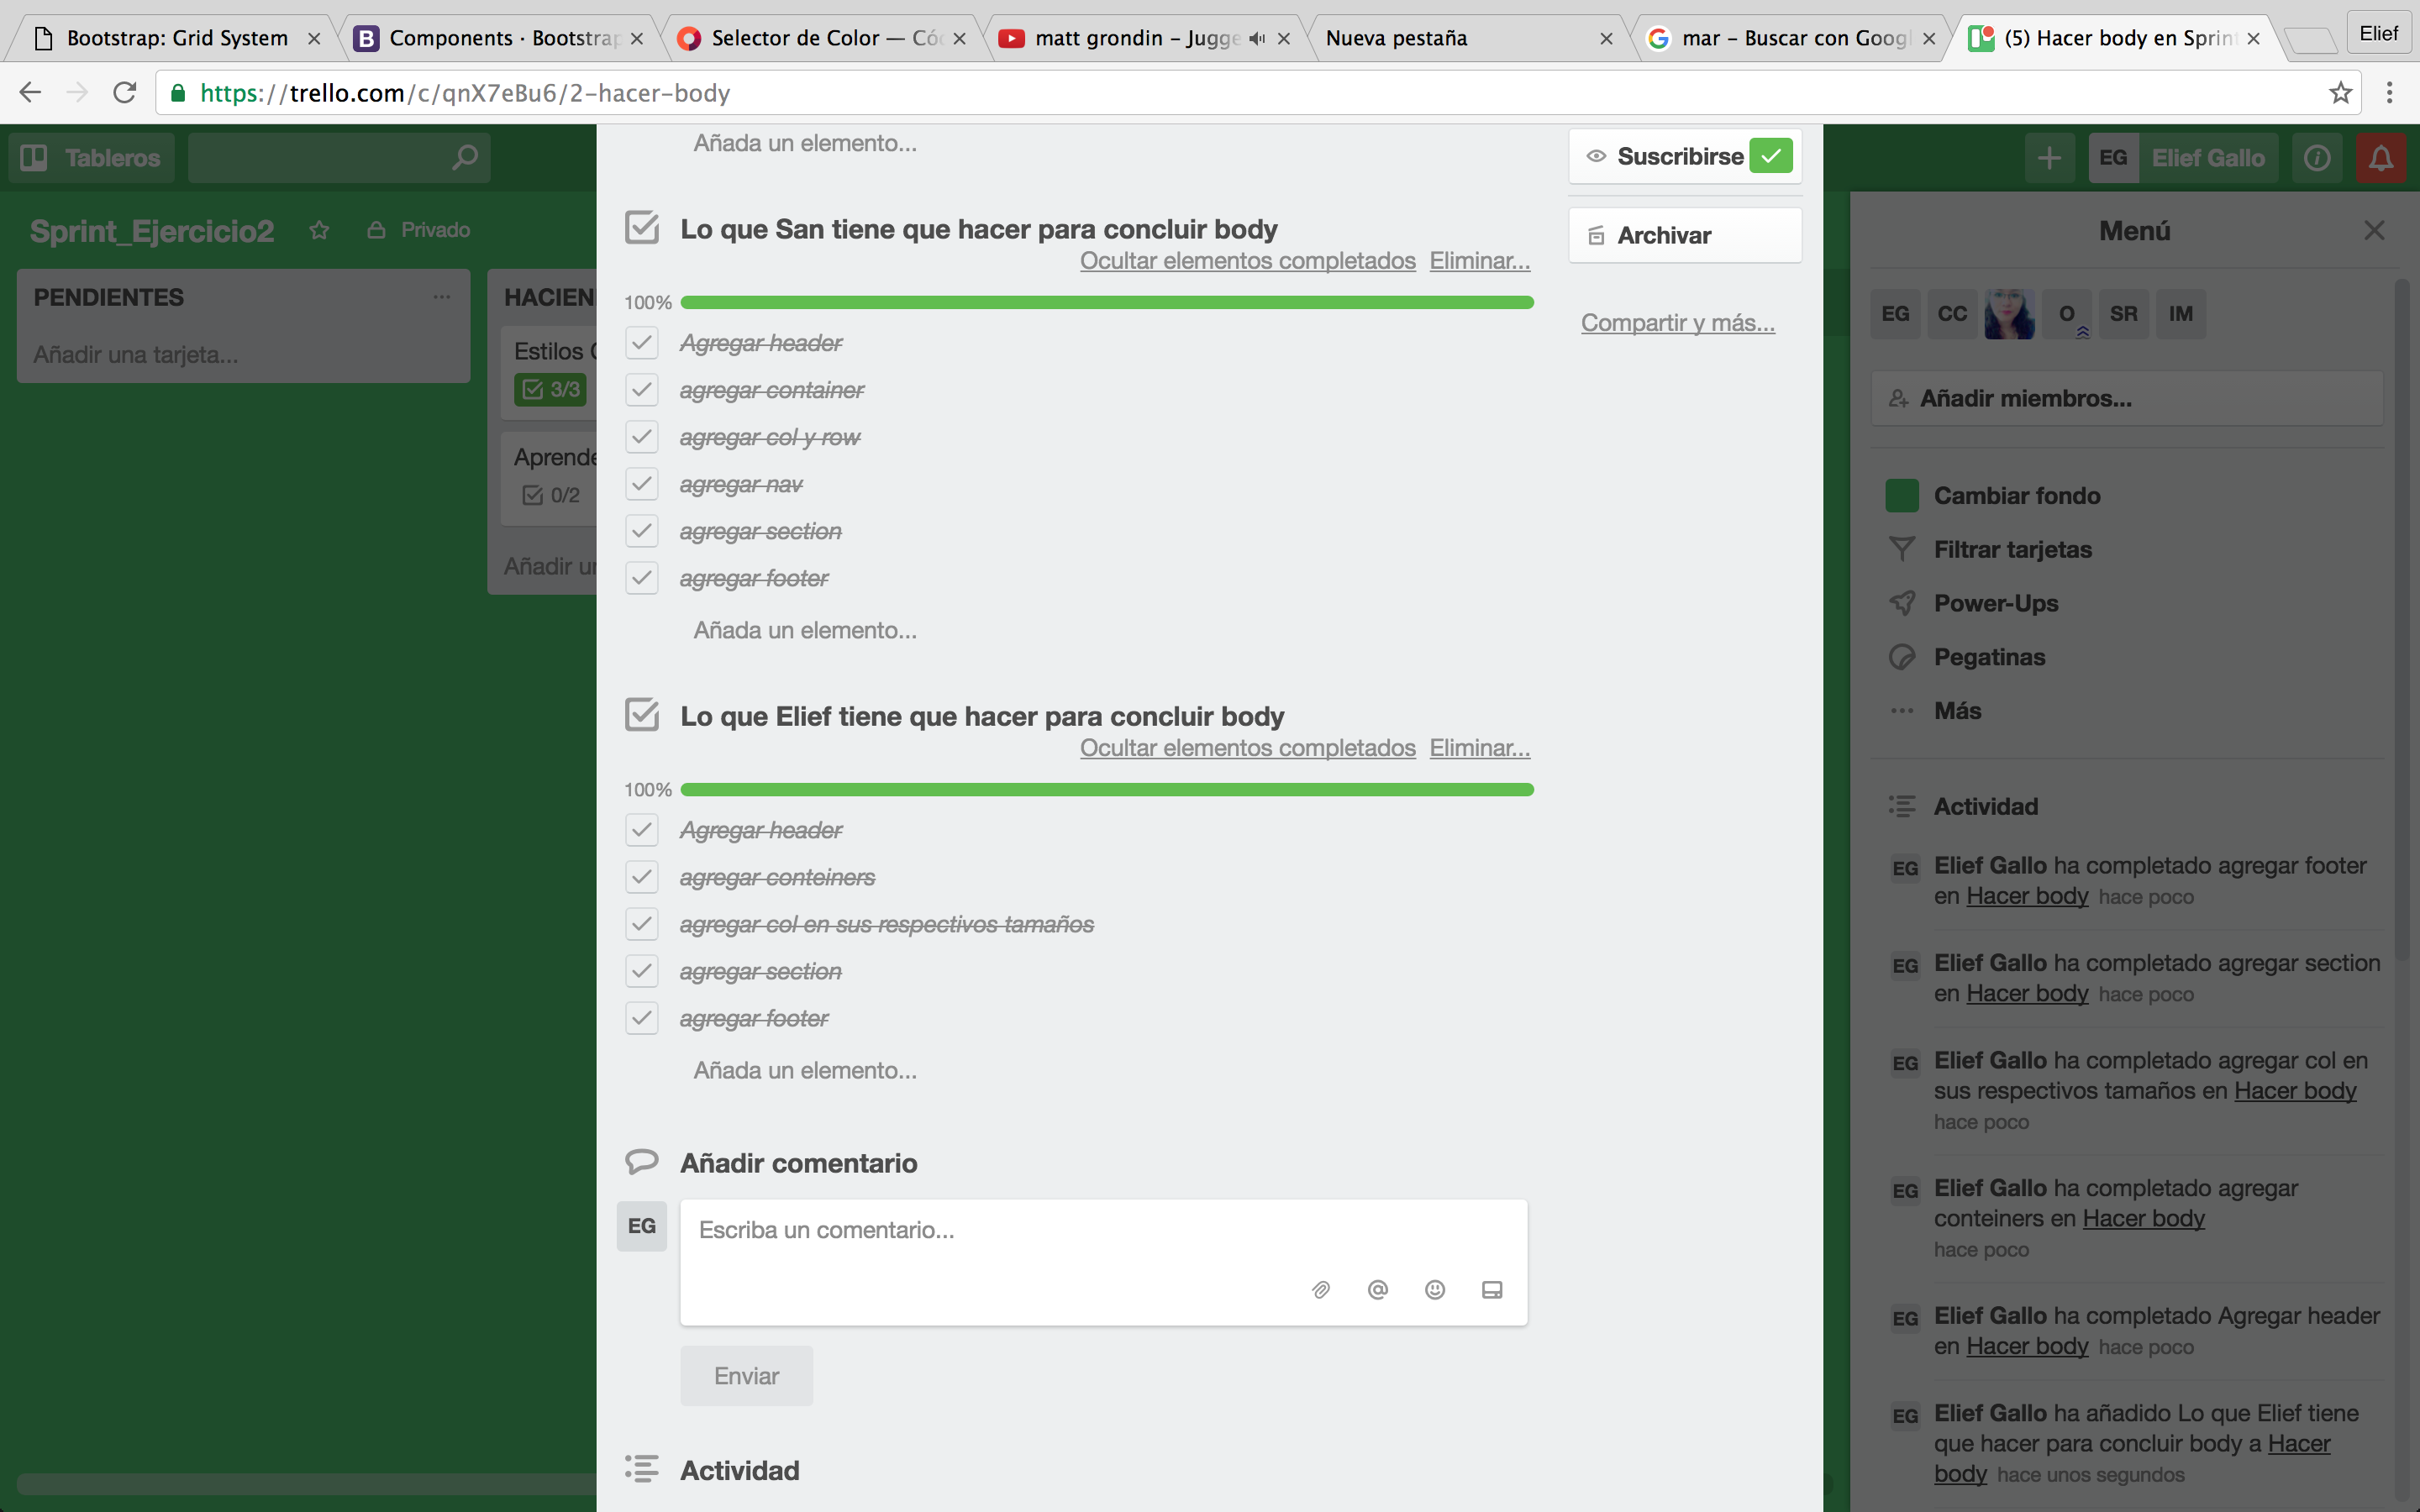 Bootstrap: Grid System
Components · Bootstrap
Selector de Color — Cóc
matt grondin – Jugge
Nueva pestaña
mar – Buscar con Googl
(5) Hacer body en Sprint
Elief
https://trello.com/c/qnX7eBu6/2-hacer-body
Tableros
EG
Elief Gallo
Sprint_Ejercicio2
Privado
PENDIENTES
Añadir una tarjeta...
HACIEN
Estilos
3/3
Aprende
0/2
Añadir un
Añada un elemento...
Lo que San tiene que hacer para concluir body
Ocultar elementos completados Eliminar...
100%
Agregar header
agregar container
agregar col y row
agregar nav
agregar section
agregar footer
Añada un elemento...
Lo que Elief tiene que hacer para concluir body
Ocultar elementos completados Eliminar...
100%
Agregar header
agregar conteiners
agregar col en sus respectivos tamaños
agregar section
agregar footer
Añada un elemento...
Añadir comentario
EG
Escriba un comentario...
Enviar
Actividad
Suscribirse
Archivar
Compartir y más...
Menú
EG CC O SR IM
Añadir miembros...
Cambiar fondo
Filtrar tarjetas
Power-Ups
Pegatinas
Más
Actividad
EG
Elief Gallo ha completado agregar footer
en Hacer body hace poco
EG
Elief Gallo ha completado agregar section
en Hacer body hace poco
EG
Elief Gallo ha completado agregar col en
sus respectivos tamaños en Hacer body
hace poco
EG
Elief Gallo ha completado agregar
conteiners en Hacer body
hace poco
EG
Elief Gallo ha completado Agregar header
en Hacer body hace poco
EG
Elief Gallo ha añadido Lo que Elief tiene
que hacer para concluir body a Hacer
body hace unos segundos